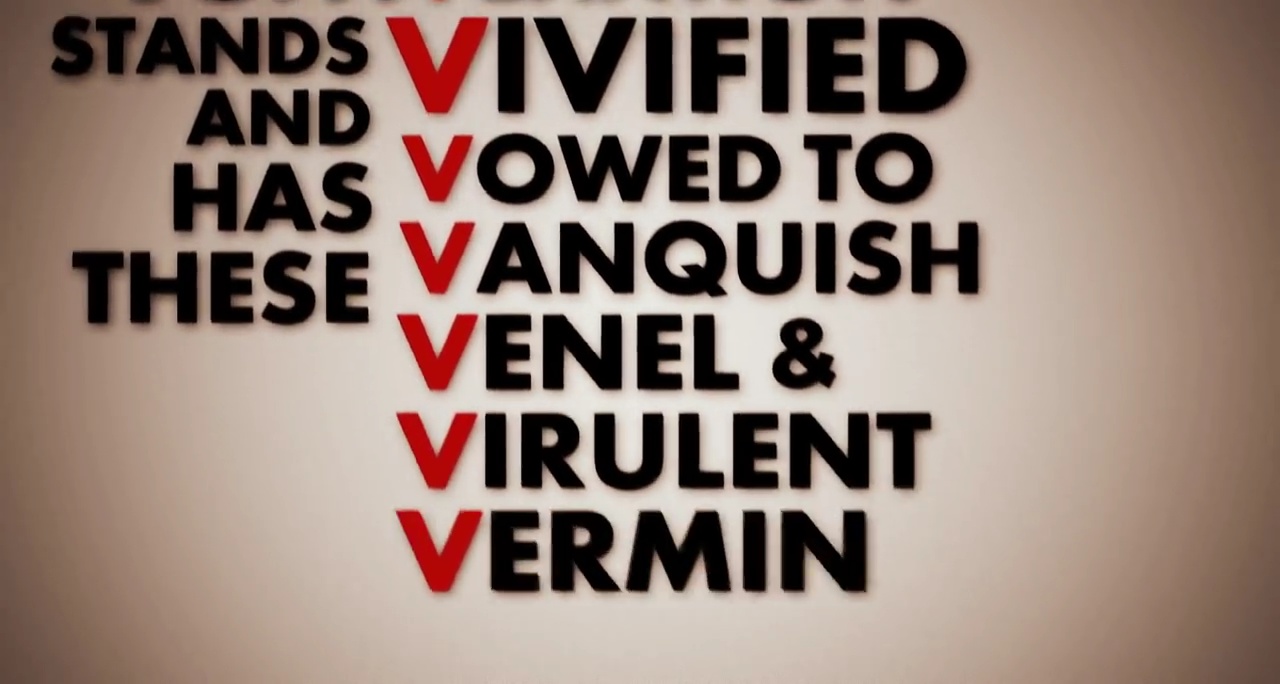 STANDS VIVIFIED
AND
HAS VOWED TO
THESE VANQUISH
VENEL &
VIRULENT
VERMIN